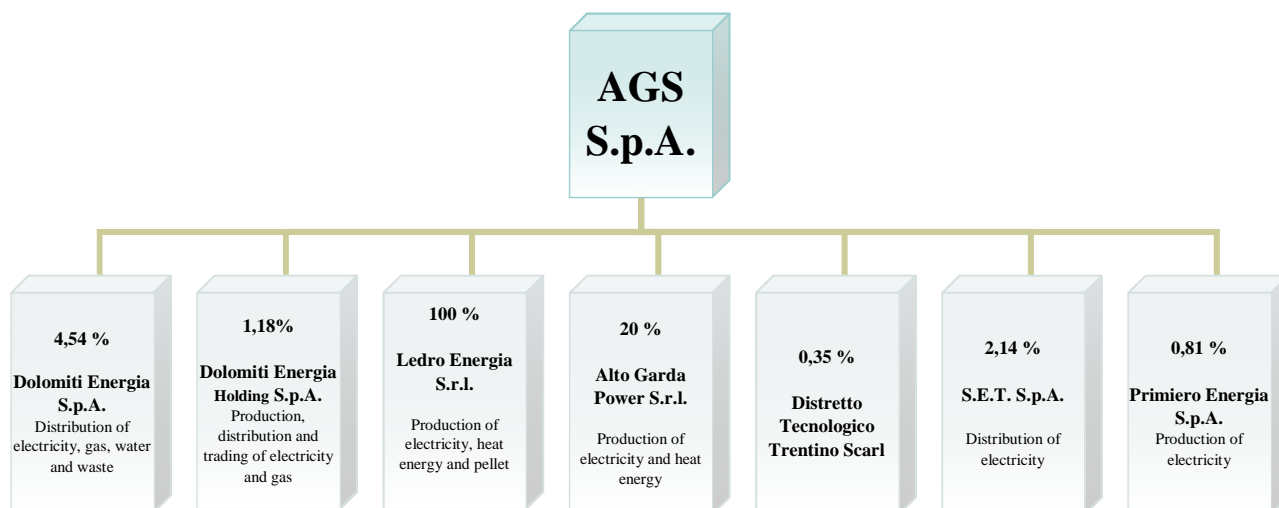 AGS
S.p.A.
4,54 %
Dolomiti Energia
S.p.A.
Distribution of
electricity, gas, water
and waste
1,18%
Dolomiti Energia
Holding S.p.A.
Production,
distribution and
trading of electricity
and gas
100 %
Ledro Energia
S.r.l.
Production of
electricity, heat
energy and pellet
20 %
Alto Garda
Power S.r.l.
Production of
electricity and heat
energy
0,35 %
Distretto
Tecnologico
Trentino Scarl
2,14 %
S.E.T. S.p.A.
Distribution of
electricity
0,81 %
Primiero Energia
S.p.A.
Production of
electricity